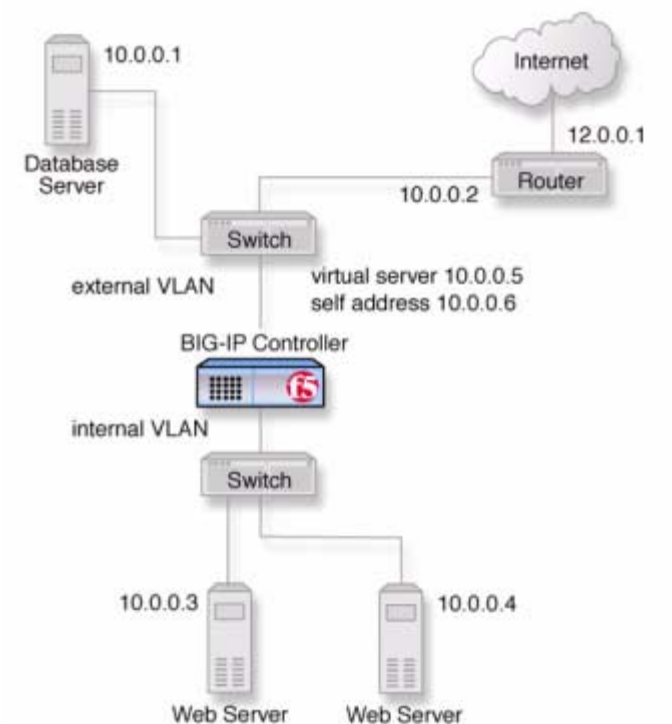 10.0.0.1
Internet
12.0.0.1
Database
Server
Router
10.0.0.2
Switch
external VLAN
virtual server 10.0.0.5
self address 10.0.0.6
BIG-IP Controller
f5
internal VLAN
Switch
10.0.0.3
10.0.0.4
Web Server
Web Server